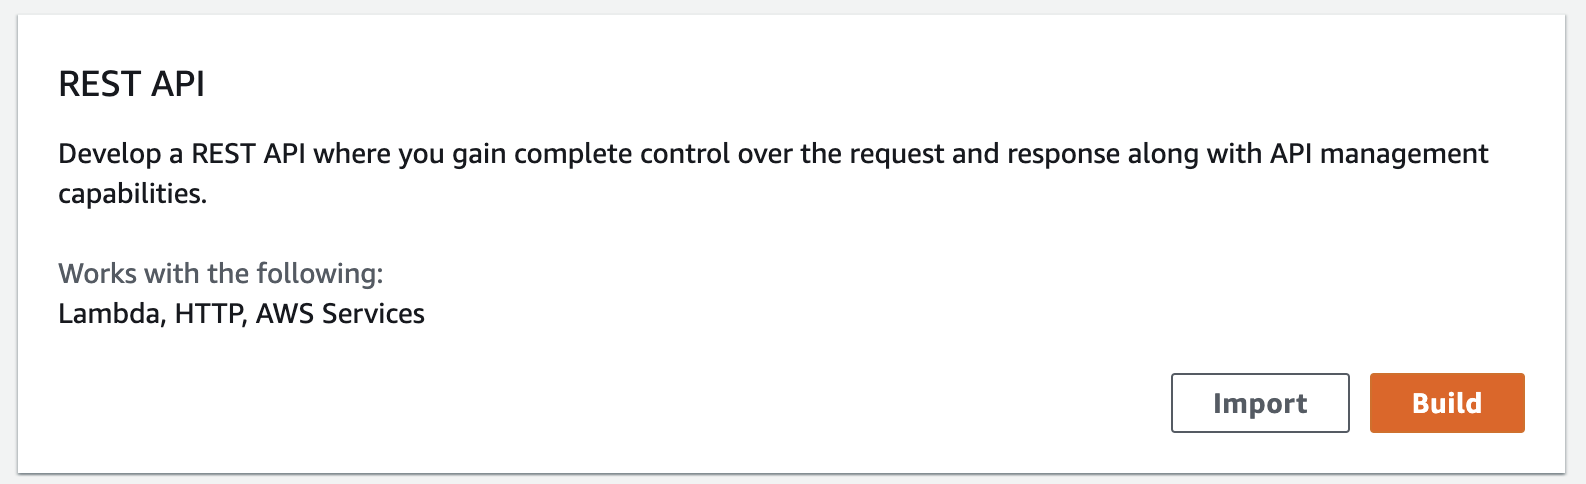 REST API
Develop a REST API where you gain complete control over the request and response along with API management
capabilities.
Works with the following:
Lambda, HTTP, AWS Services
Import
Build